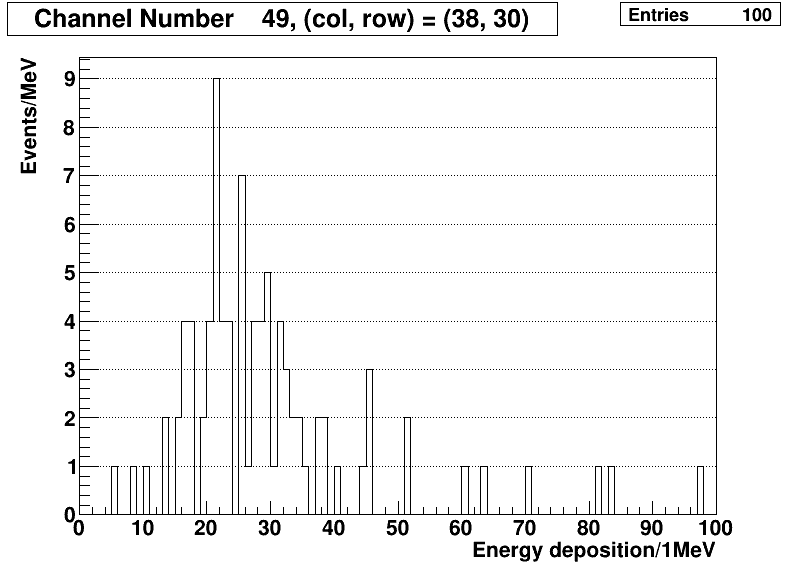 Channel Number 49, (col, row) = (38, 30)
Entries 100
Events/MeV
9
8
7
6
5
4
3
2
1
0
0 10 20 30 40 50 60 70 80 90 100
Energy deposition/1MeV